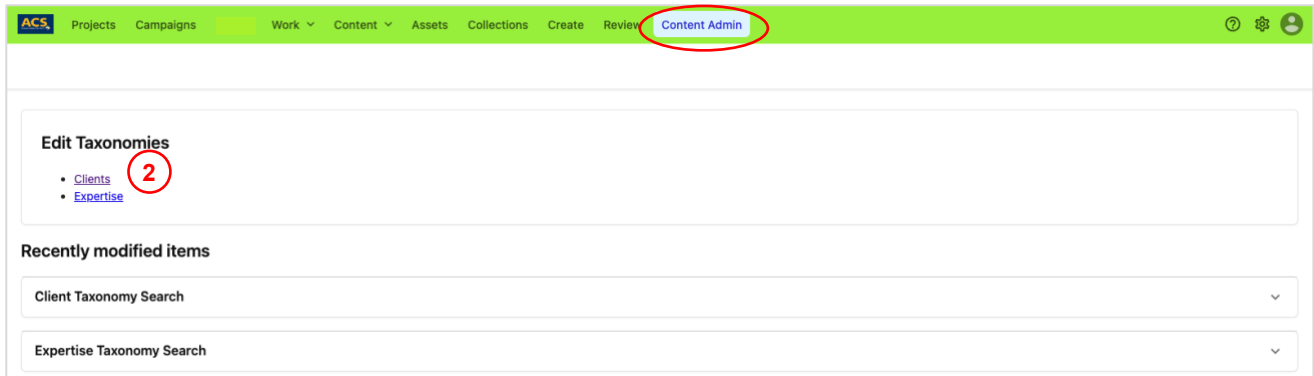 ACS Projects Campaigns Work Content Assets Collections Create Review Content Admin
Edit Taxonomies
• Clients
2
• Expertise
Recently modified items
Client Taxonomy Search
Expertise Taxonomy Search